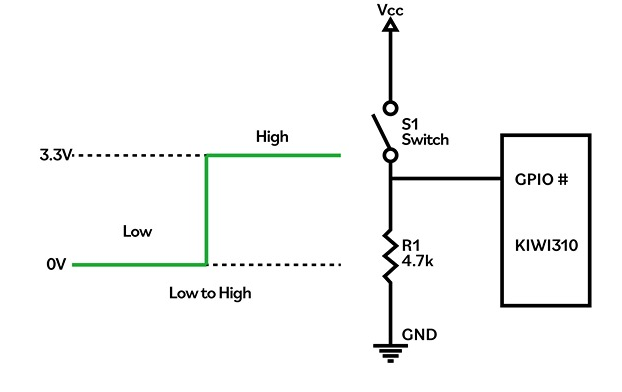 Vcc
S1
Switch
High
3.3V
GPIO #
Low
KIWI310
R1
4.7k
0V
Low to High
GND